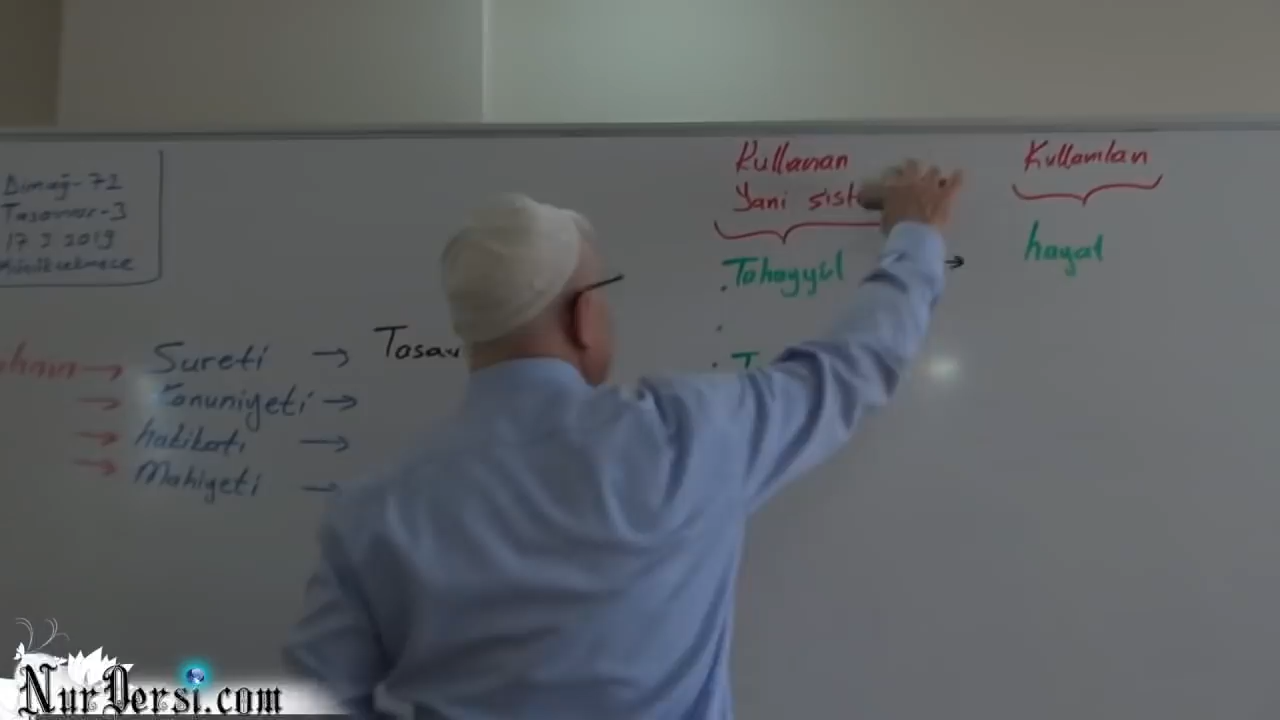 Dimağ-72
Tasavvur-3
17 3 2019
Sureti → Tasav
Kanuniyeti →
hakikati →
Mahiyeti →
Kullanan
Yani sist
Tahayyül →
Kullanılan
hayal
NurDersi.com